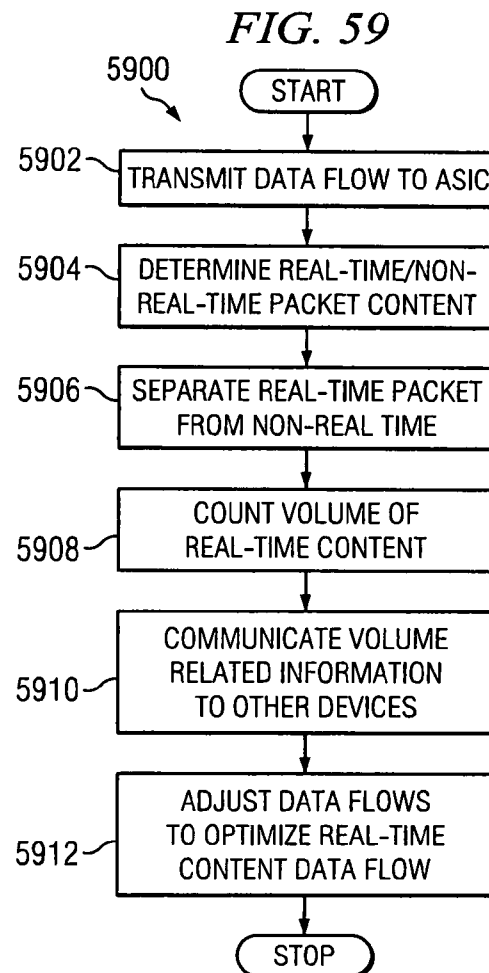 FIG. 59
5900
START
5902
TRANSMIT DATA FLOW TO ASIC
5904
DETERMINE REAL-TIME/NON-
REAL-TIME PACKET CONTENT
5906
SEPARATE REAL-TIME PACKET
FROM NON-REAL TIME
5908
COUNT VOLUME OF
REAL-TIME CONTENT
5910
COMMUNICATE VOLUME
RELATED INFORMATION
TO OTHER DEVICES
5912
ADJUST DATA FLOWS
TO OPTIMIZE REAL-TIME
CONTENT DATA FLOW
STOP